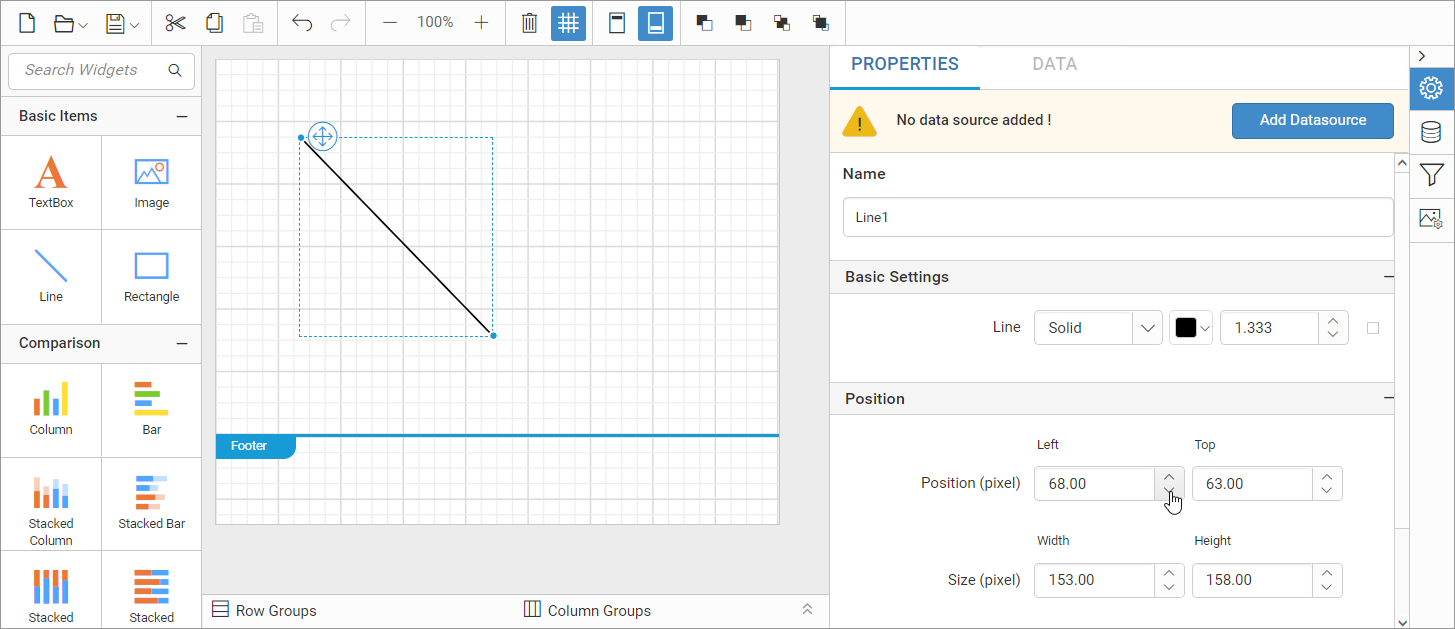 100%
Search Widgets
Basic Items
TextBox
Image
Line
Rectangle
Comparison
Column
Bar
Stacked
Column
Stacked Bar
Stacked
Stacked
Footer
Row Groups
Column Groups
PROPERTIES
DATA
No data source added !
Add Datasource
Name
Line1
Basic Settings
Line
Solid
1.333
Position
Left
Top
Position (pixel)
68.00
63.00
Width
Height
Size (pixel)
153.00
158.00